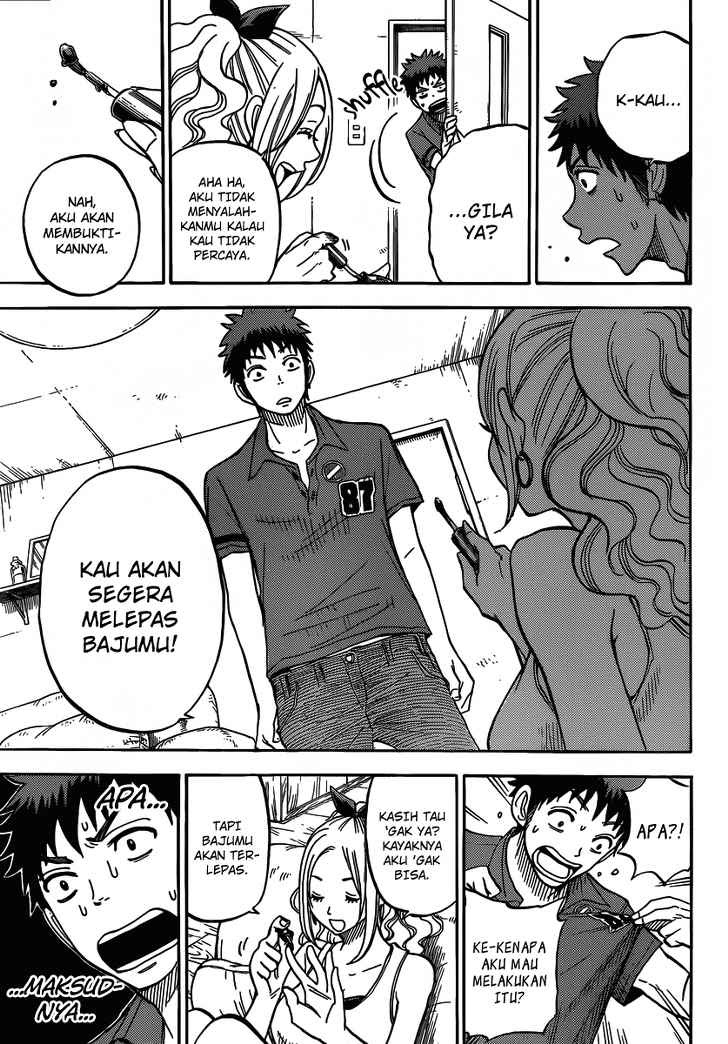 K-KAU...
...GILA
YA?
shuffle
AHA HA,
AKU TIDAK
MENYALAH-
KANMU KALAU
KAU TIDAK
PERCAYA.
NAH,
AKU AKAN
MEMBUKTI-
KANNYA.
87
KAU AKAN
SEGERA
MELEPAS
BAJUMU!
APA?!
KE-KENAPA
AKU MAU
MELAKUKAN
ITU?
KASIH TAU
'GAK YA?
KAYAKNYA
AKU 'GAK
BISA.
TAPI
BAJUMU
AKAN TER-
LEPAS.
APA...
...MAKSUD-
NYA...